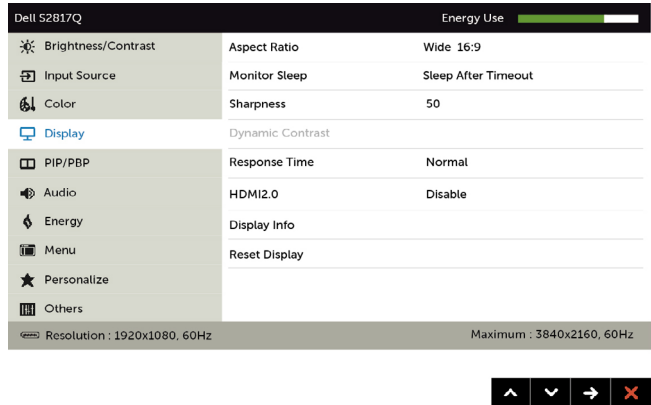 Dell S2817Q Energy Use
Brightness/Contrast Aspect Ratio Wide 16:9
Input Source Monitor Sleep Sleep After Timeout
Color Sharpness 50
Display Dynamic Contrast
PIP/PBP Response Time Normal
Audio HDMI2.0 Disable
Energy Display Info
Menu Reset Display
Personalize
Others
Resolution : 1920x1080, 60Hz Maximum : 3840x2160, 60Hz